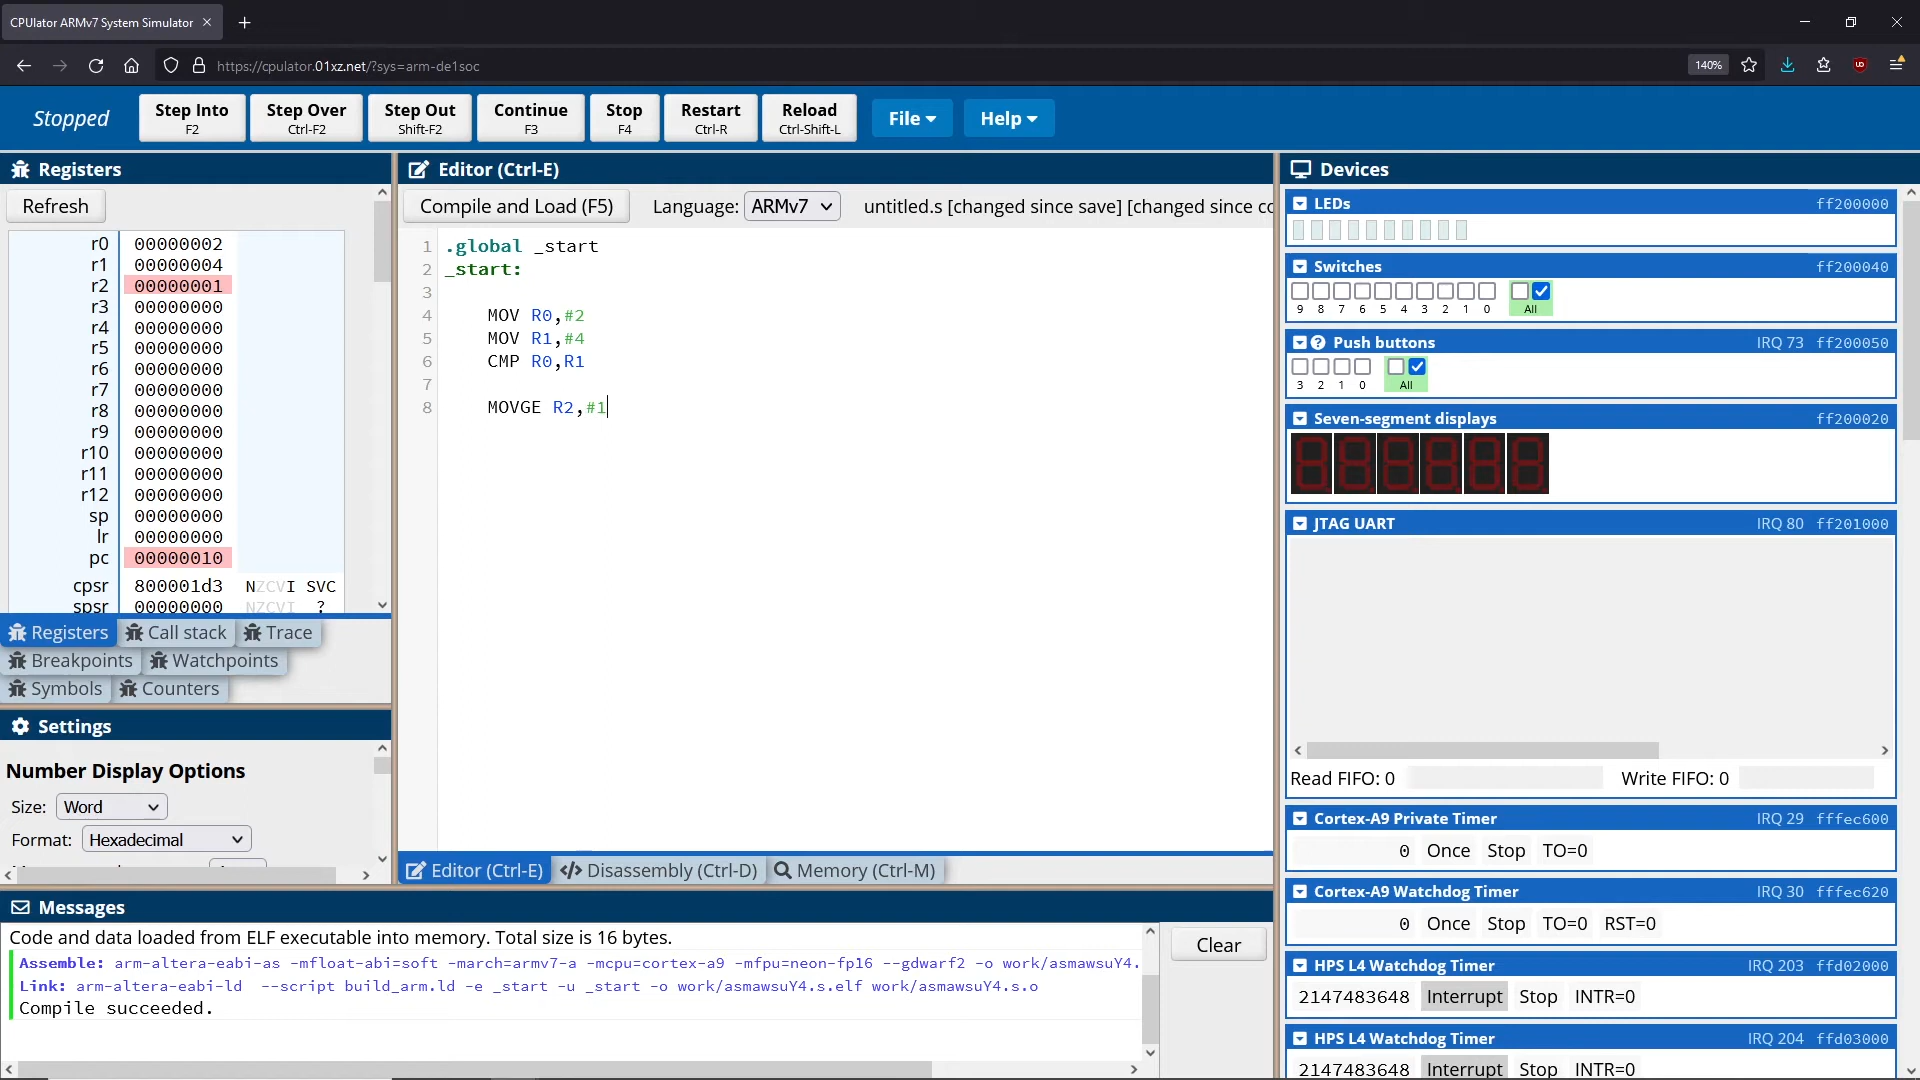 CPUlator ARMv7 System Simulator
https://cpulator.01xz.net/?sys=arm-de1soc
140%
Stopped
Step Into
F2
Step Over
Ctrl-F2
Step Out
Shift-F2
Continue
F3
Stop
F4
Restart
Ctrl-R
Reload
Ctrl-Shift-L
File
Help
Registers
Refresh
r0 00000002
r1 00000004
r2 00000001
r3 00000000
r4 00000000
r5 00000000
r6 00000000
r7 00000000
r8 00000000
r9 00000000
r10 00000000
r11 00000000
r12 00000000
sp 00000000
lr 00000000
pc 00000010
cpsr 800001d3 NZCVI SVC
spsr 00000000 NZCVI ?
Registers Call stack Trace
Breakpoints Watchpoints
Symbols Counters
Settings
Number Display Options
Size: Word
Format: Hexadecimal
Editor (Ctrl-E)
Compile and Load (F5) Language: ARMv7 untitled.s [changed since save] [changed since co
1 .global _start
2 _start:
3
4 MOV R0,#2
5 MOV R1,#4
6 CMP R0,R1
7
8 MOVGE R2,#1
Editor (Ctrl-E) Disassembly (Ctrl-D) Memory (Ctrl-M)
Messages
Code and data loaded from ELF executable into memory. Total size is 16 bytes.
Assemble: arm-altera-eabi-as -mfloat-abi=soft -march=armv7-a -mcpu=cortex-a9 -mfpu=neon-fp16 --gdwarf2 -o work/asmawsuY4.
Link: arm-altera-eabi-ld --script build_arm.ld -e _start -u _start -o work/asmawsuY4.s.elf work/asmawsuY4.s.o
Compile succeeded.
Clear
Devices
LEDs ff200000
Switches ff200040
9 8 7 6 5 4 3 2 1 0 All
Push buttons IRQ 73 ff200050
3 2 1 0 All
Seven-segment displays ff200020
JTAG UART IRQ 80 ff201000
Read FIFO: 0 Write FIFO: 0
Cortex-A9 Private Timer IRQ 29 fffec600
0 Once Stop TO=0
Cortex-A9 Watchdog Timer IRQ 30 fffec620
0 Once Stop TO=0 RST=0
HPS L4 Watchdog Timer IRQ 203 ffd02000
2147483648 Interrupt Stop INTR=0
HPS L4 Watchdog Timer IRQ 204 ffd03000
2147483648 Interrupt Stop INTR=0